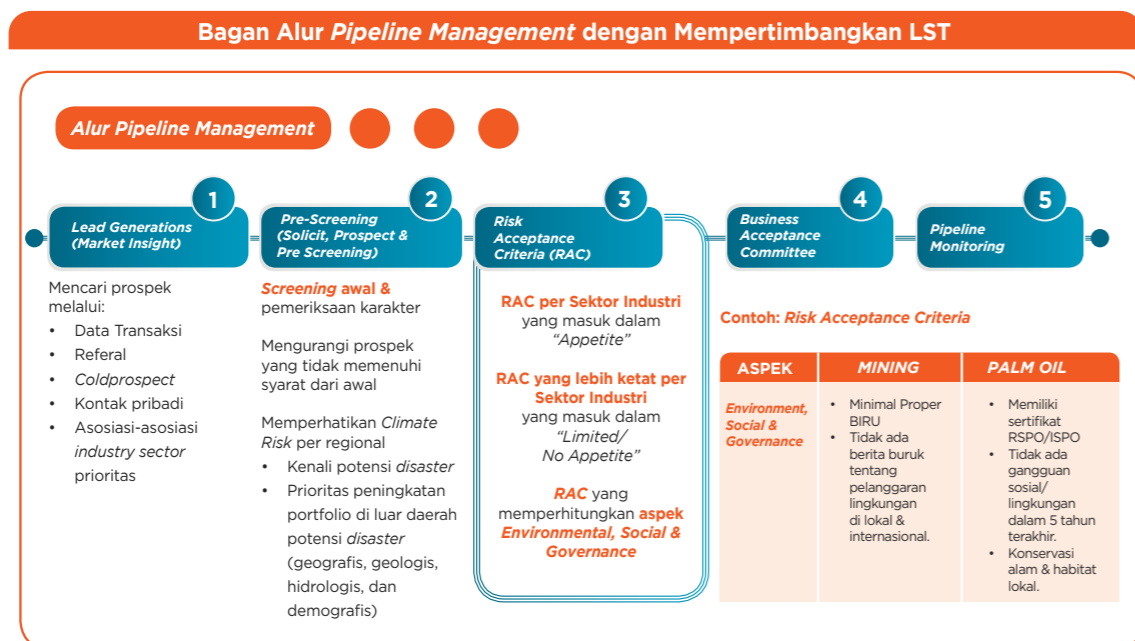 Bagan Alur Pipeline Management dengan Mempertimbangkan LST
Alur Pipeline Management
1
Lead Generations
(Market Insight)
Mencari prospek
melalui:
• Data Transaksi
• Referal
• Coldprospect
• Kontak pribadi
• Asosiasi-asosiasi
industry sector
prioritas
2
Pre-Screening
(Solicit, Prospect &
Pre Screening)
Screening awal &
pemeriksaan karakter
Mengurangi prospek
yang tidak memenuhi
syarat dari awal
Memperhatikan Climate
Risk per regional
• Kenali potensi disaster
• Prioritas peningkatan
portfolio di luar daerah
potensi disaster
(geografis, geologis,
hidrologis, dan
demografis)
3
Risk
Acceptance
Criteria (RAC)
RAC per Sektor Industri
yang masuk dalam
“Appetite”
RAC yang lebih ketat per
Sektor Industri
yang masuk dalam
“Limited/
No Appetite”
RAC yang
memperhitungkan aspek
Environmental, Social &
Governance
4
Business
Acceptance
Committee
5
Pipeline
Monitoring
Contoh: Risk Acceptance Criteria
ASPEK
MINING
PALM OIL
Environment,
Social &
Governance
• Minimal Proper
BIRU
• Tidak ada
berita buruk
tentang
pelanggaran
lingkungan
di lokal &
internasional.
• Memiliki
sertifikat
RSPO/ISPO
• Tidak ada
gangguan
sosial/
lingkungan
dalam 5 tahun
terakhir.
• Konservasi
alam & habitat
lokal.